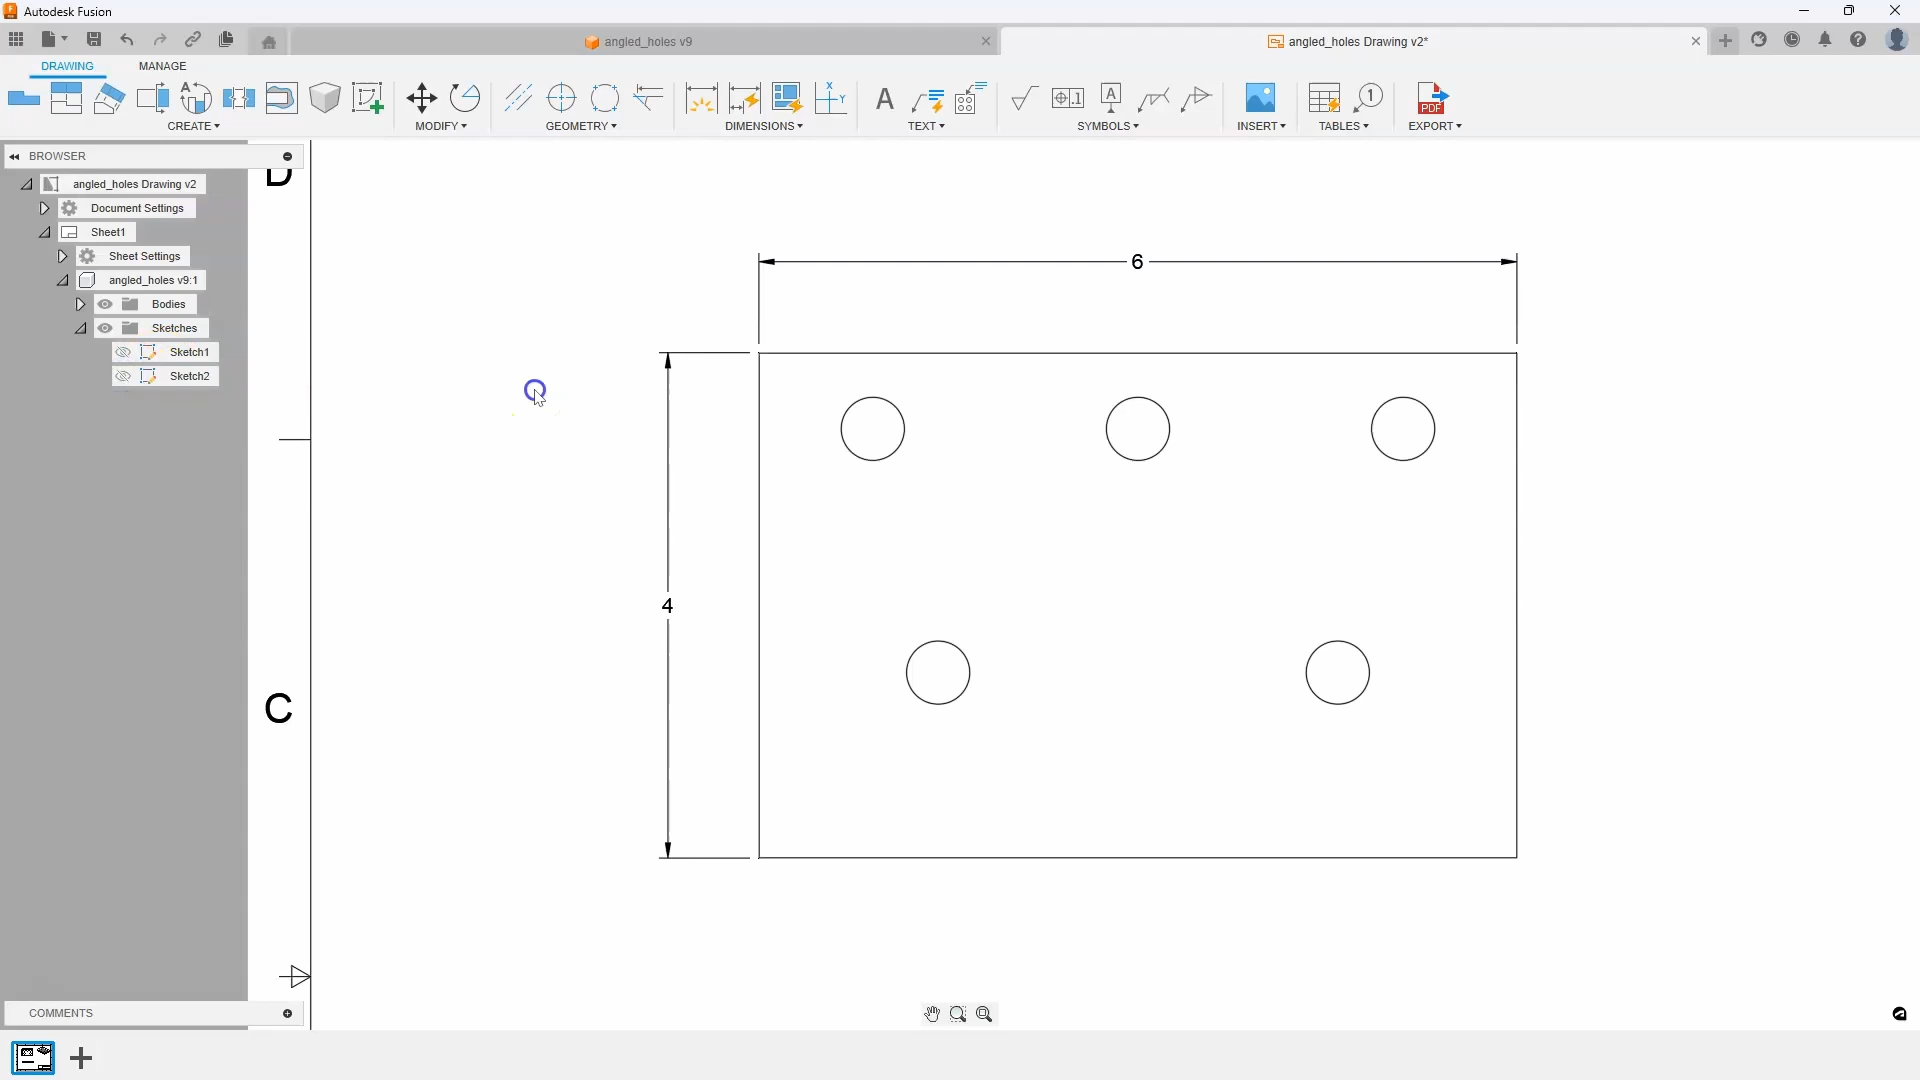 Autodesk Fusion
angled_holes v9
angled_holes Drawing v2*
DRAWING
MANAGE
CREATE
MODIFY
GEOMETRY
DIMENSIONS
TEXT
SYMBOLS
INSERT
TABLES
EXPORT
BROWSER
angled_holes Drawing v2
Document Settings
Sheet1
Sheet Settings
angled_holes v9:1
Bodies
Sketches
Sketch1
Sketch2
D
C
6
4
COMMENTS